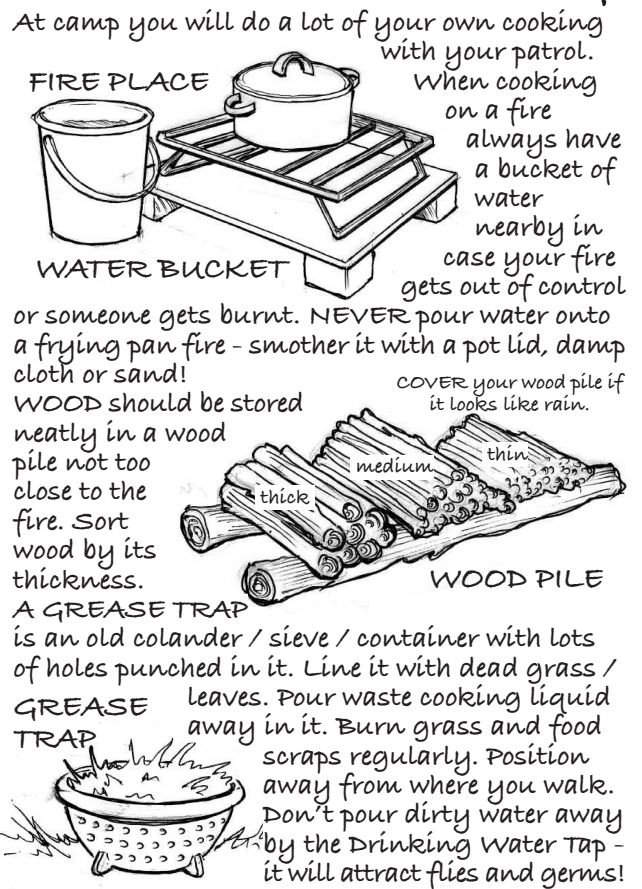 At camp you will do a lot of your own cooking
with your patrol.
FIRE PLACE
When cooking
on a fire
always have
a bucket of
water
nearby in
case your fire
WATER BUCKET
gets out of control
or someone gets burnt. NEVER pour water onto
a frying pan fire - smother it with a pot lid, damp
cloth or sand!
COVER your wood pile if
it looks like rain.
WOOD should be stored
neatly in a wood
pile not too
close to the
fire. Sort
wood by its
thickness.
thick
medium
thin
WOOD PILE
A GREASE TRAP
is an old colander / sieve / container with lots
of holes punched in it. Line it with dead grass /
leaves. Pour waste cooking liquid
away in it. Burn grass and food
scraps regularly. Position
away from where you walk.
Don't pour dirty water away
by the Drinking Water Tap -
it will attract flies and germs!
GREASE
TRAP